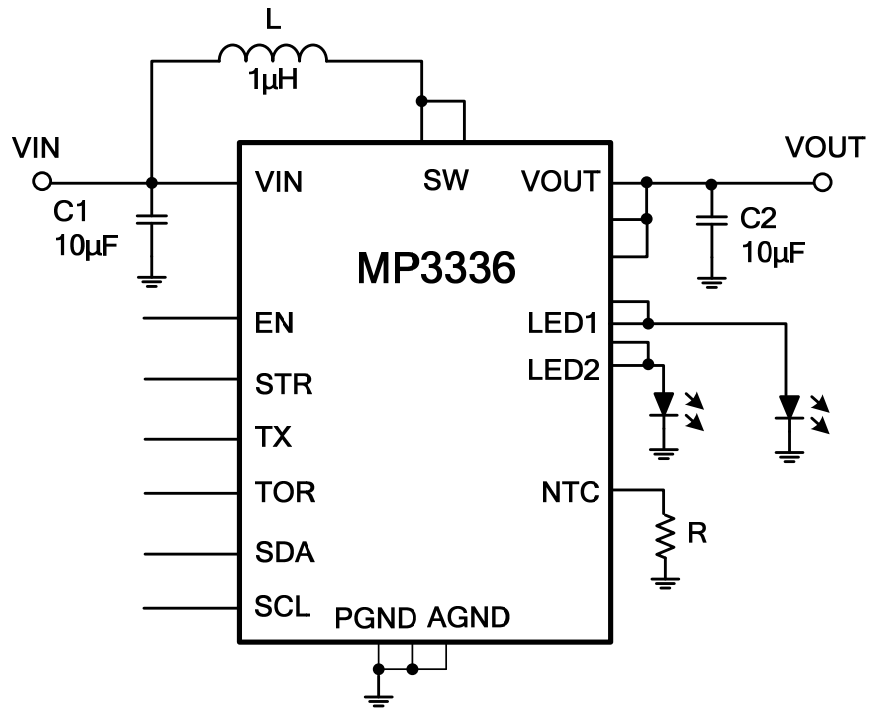 L
1µH
VIN
VOUT
VIN
SW
VOUT
C1
10µF
C2
10µF
MP3336
EN
LED1
STR
LED2
TX
TOR
NTC
R
SDA
SCL
PGND AGND